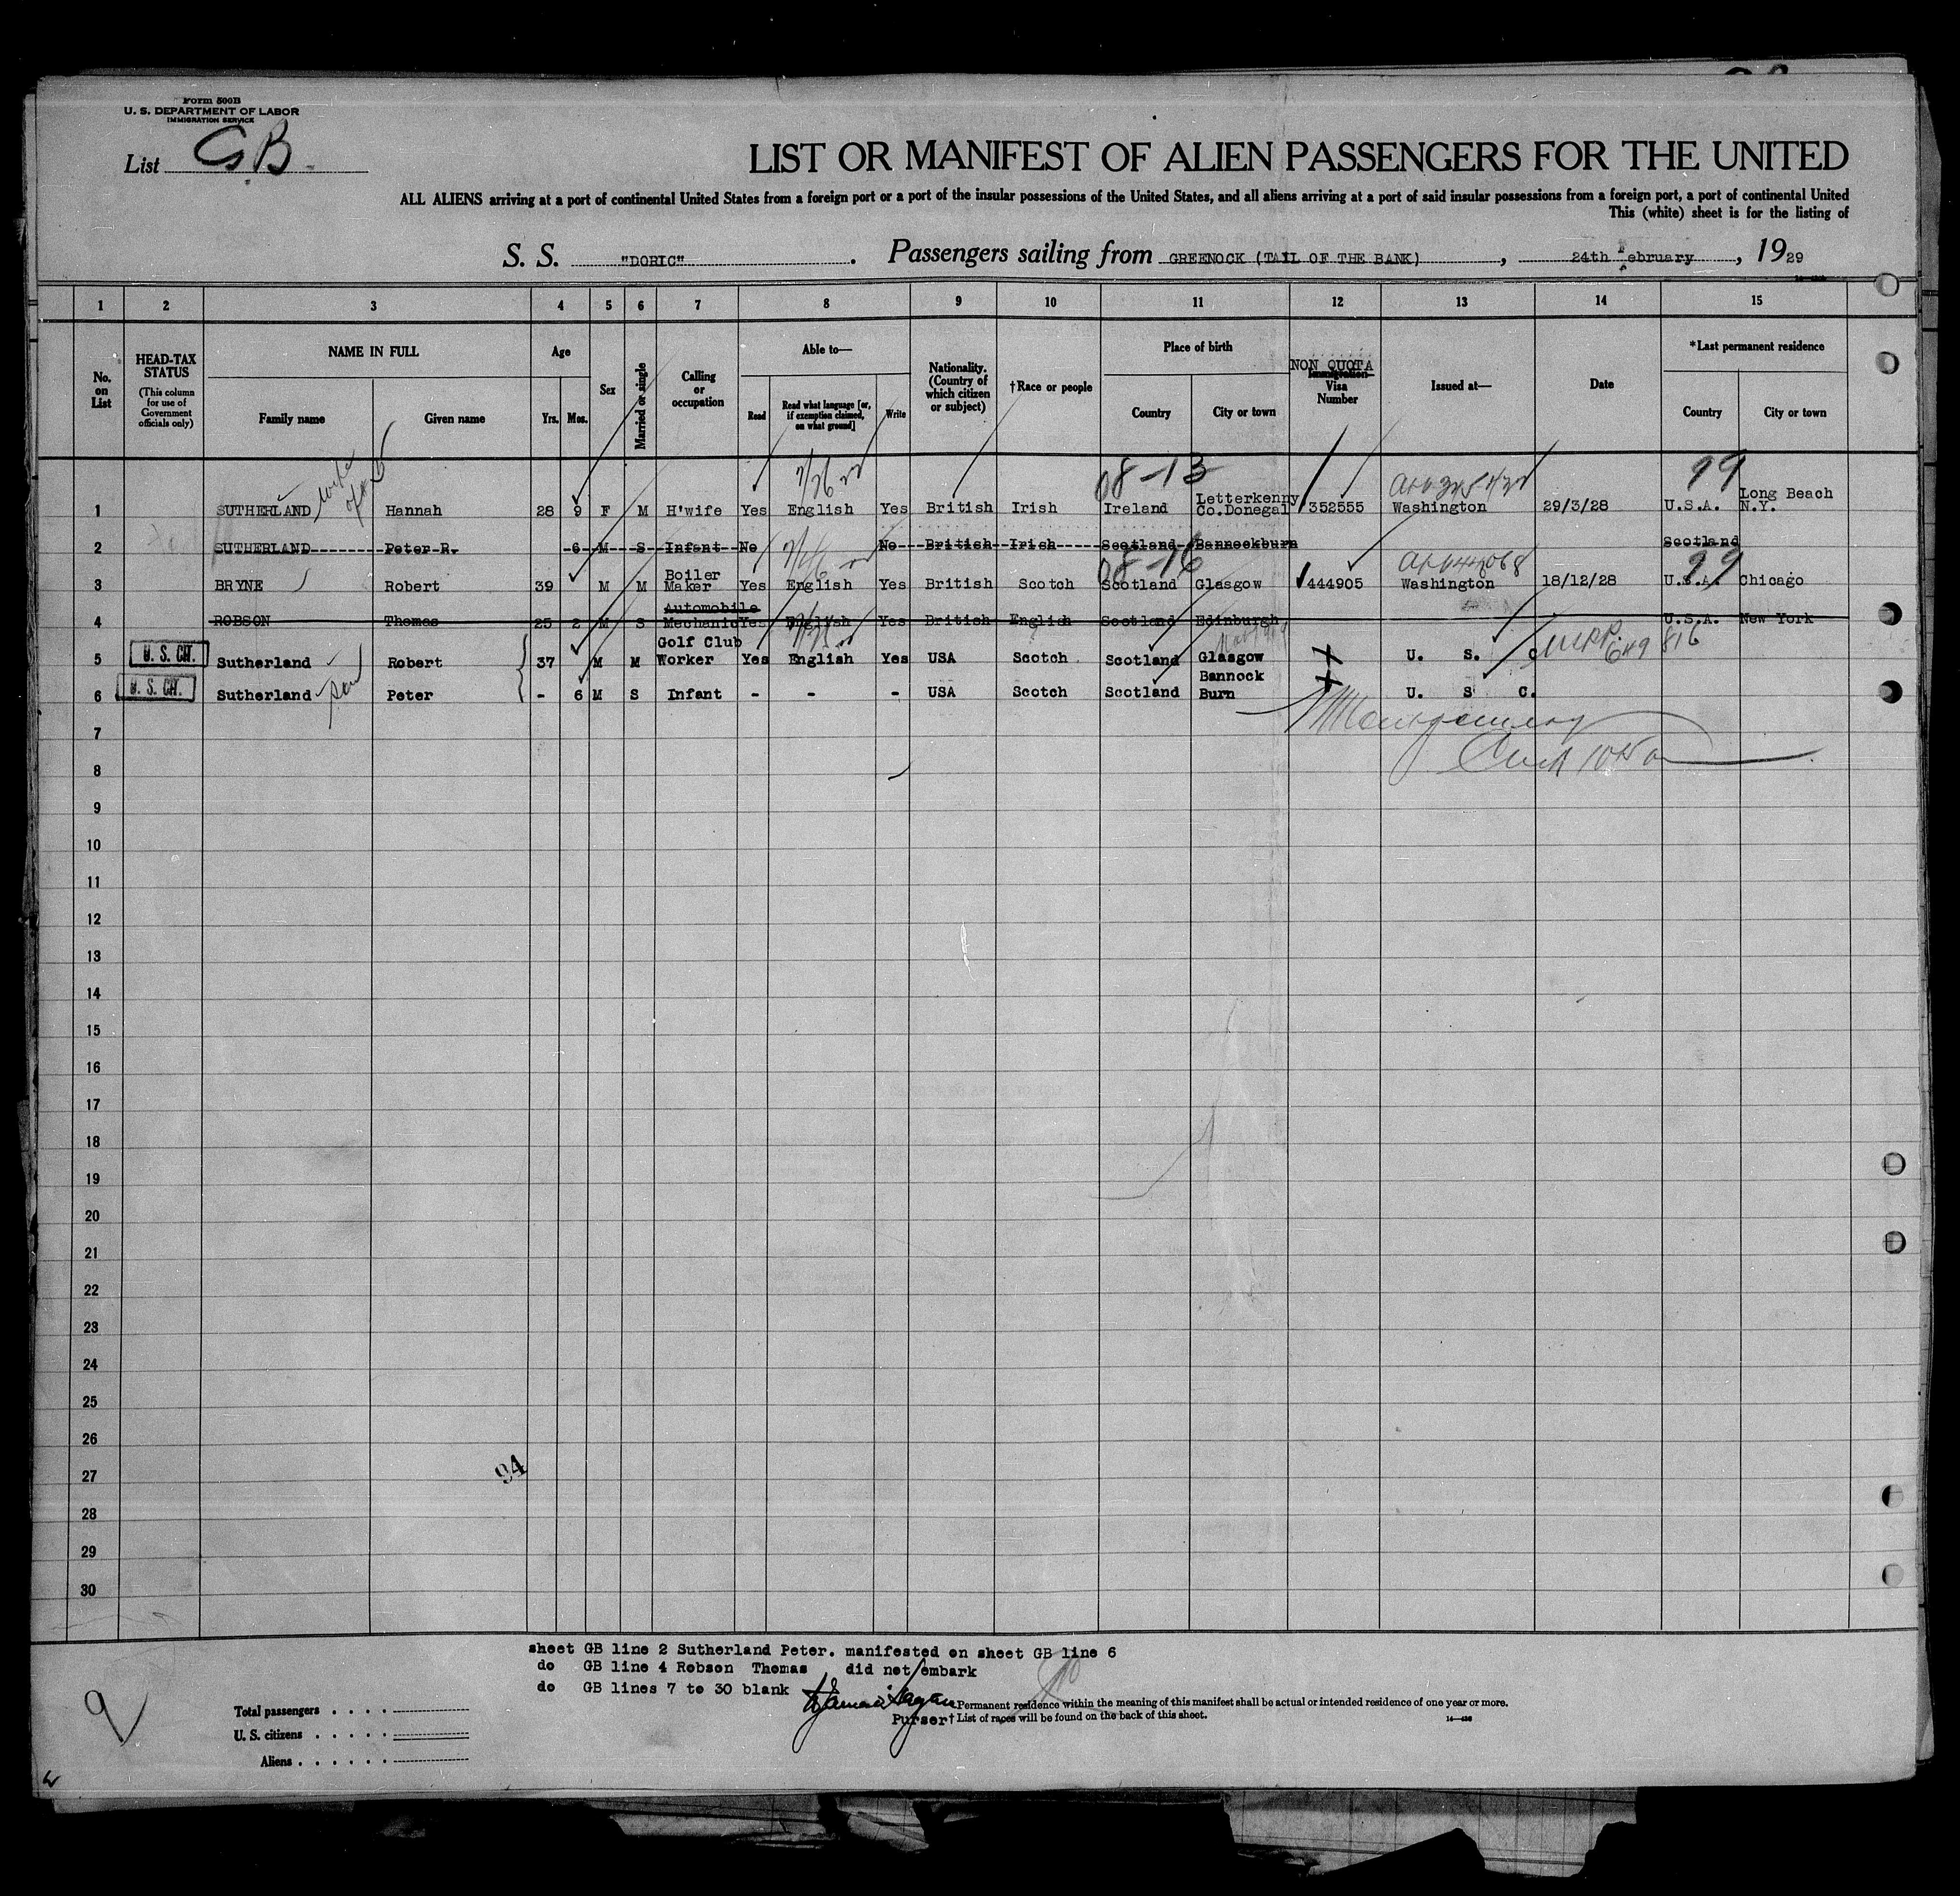 Form 500B
U. S. DEPARTMENT OF LABOR
IMMIGRATION SERVICE
List GB
LIST OR MANIFEST OF ALIEN PASSENGERS FOR THE UNITED
ALL ALIENS arriving at a port of continental United States from a foreign port or a port of the insular possessions of the United States, and all aliens arriving at a port of said insular possessions from a foreign port, a port of continental United
This (white) sheet is for the listing of
S. S. "DORIC". Passengers sailing from GREENOCK (TAIL OF THE BANK), 24th February, 1929
1 2 3 4 5 6 7 8 9 10 11 12 13 14 15
No. on List
HEAD-TAX STATUS (This column for use of Government officials only)
NAME IN FULL
Family name Given name
Age
Yrs. Mos.
Sex
Married or single
Calling or occupation
Able to—
Read Read what language [or, if exemption claimed, on what ground] Write
Nationality. (Country of which citizen or subject)
†Race or people
Place of birth
Country City or town
NON QUOTA
Immigration Visa Number
Issued at—
Date
*Last permanent residence
Country City or town
7/26 08-13 99
1 SUTHERLAND wife of 5 Hannah 28 9 F M H'wife Yes English Yes British Irish Ireland Letterkenny Co.Donegal 352555 Washington 29/3/28 U.S.A. Long Beach N.Y.
2 SUTHERLAND Peter R. 6 M S Infant No No British Irish Scotland Bannockburn Scotland
08-16 99
3 BRYNE Robert 39 M M Boiler Maker Yes English Yes British Scotch Scotland Glasgow 444905 Washington 18/12/28 U.S.A. Chicago
4 ROBSON Thomas 25 2 M S Automobile Mechanic Yes English Yes British English Scotland Edinburgh U.S.A. New York
5 U. S. CIT. Sutherland Robert 37 M M Golf Club Worker Yes English Yes USA Scotch Scotland Glasgow U. S. C. 649816
6 U. S. CIT. Sutherland son Peter - 6 M S Infant - - - USA Scotch Scotland Bannock Burn U. S C.
Montgomery
7
8
9
10
11
12
13
14
15
16
17
18
19
20
21
22
23
24
25
26
27
94
28
29
30
sheet GB line 2 Sutherland Peter. manifested on sheet GB line 6
do GB line 4 Robson Thomas did not embark
do GB lines 7 to 30 blank
Permanent residence within the meaning of this manifest shall be actual or intended residence of one year or more.
Purser † List of races will be found on the back of this sheet.
Total passengers
U. S. citizens
Aliens